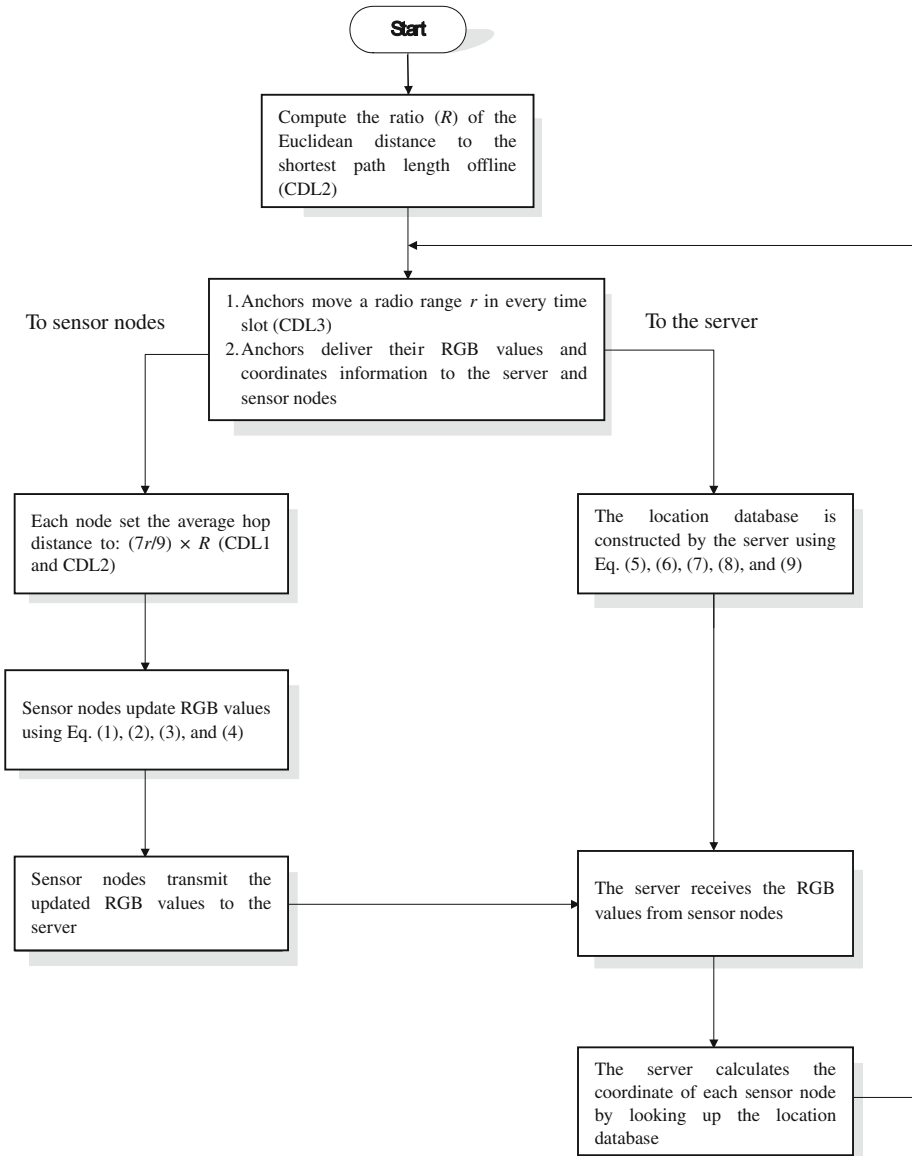 Start
Compute the ratio (R) of the
Euclidean distance to the
shortest path length offline
(CDL2)
1. Anchors move a radio range r in every time
slot (CDL3)
2. Anchors deliver their RGB values and
coordinates information to the server and
sensor nodes
To sensor nodes
To the server
Each node set the average hop
distance to: (7r/9) × R (CDL1
and CDL2)
The location database is
constructed by the server using
Eq. (5), (6), (7), (8), and (9)
Sensor nodes update RGB values
using Eq. (1), (2), (3), and (4)
Sensor nodes transmit the
updated RGB values to the
server
The server receives the RGB
values from sensor nodes
The server calculates the
coordinate of each sensor node
by looking up the location
database